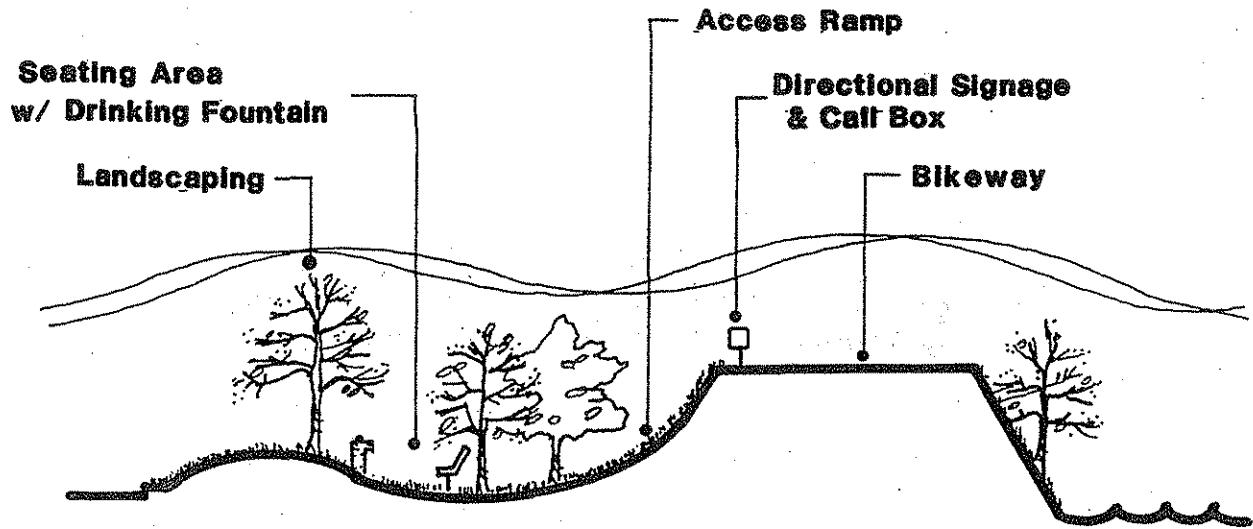 Access Ramp
Seating Area
w/ Drinking Fountain
Directional Signage
& Call Box
Landscaping
Bikeway